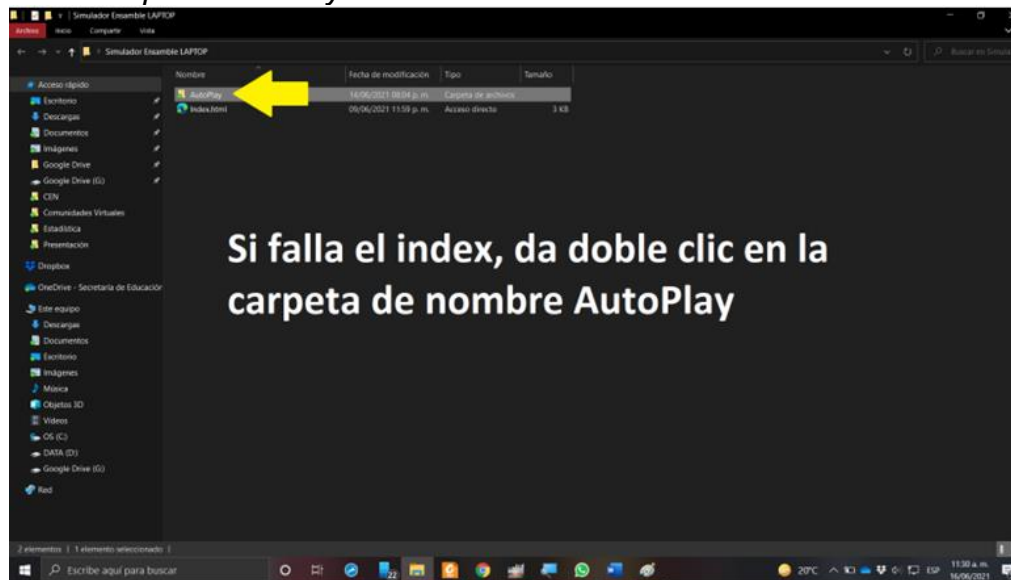 Simulador Ensamble LAPTOP
Archivo Inicio Compartir Vista
Simulador Ensamble LAPTOP
Buscar en Simula
Nombre Fecha de modificación Tipo Tamaño
AutoPlay 14/06/2021 08:04 p. m. Carpeta de archivos
Index.html 09/06/2021 11:59 p. m. Acceso directo 3 KB
Acceso rápido
Escritorio
Descargas
Documentos
Imágenes
Google Drive
Google Drive (G:)
CEN
Comunidades Virtuales
Estadística
Presentación
Dropbox
OneDrive - Secretaría de Educación
Este equipo
Descargas
Documentos
Escritorio
Imágenes
Música
Objetos 3D
Vídeos
OS (C:)
DATA (D:)
Google Drive (G:)
Red
Si falla el index, da doble clic en la
carpeta de nombre AutoPlay
2 elementos 1 elemento seleccionado
Escribe aquí para buscar
22
20°C
ESP
11:30 a. m.
16/06/2021